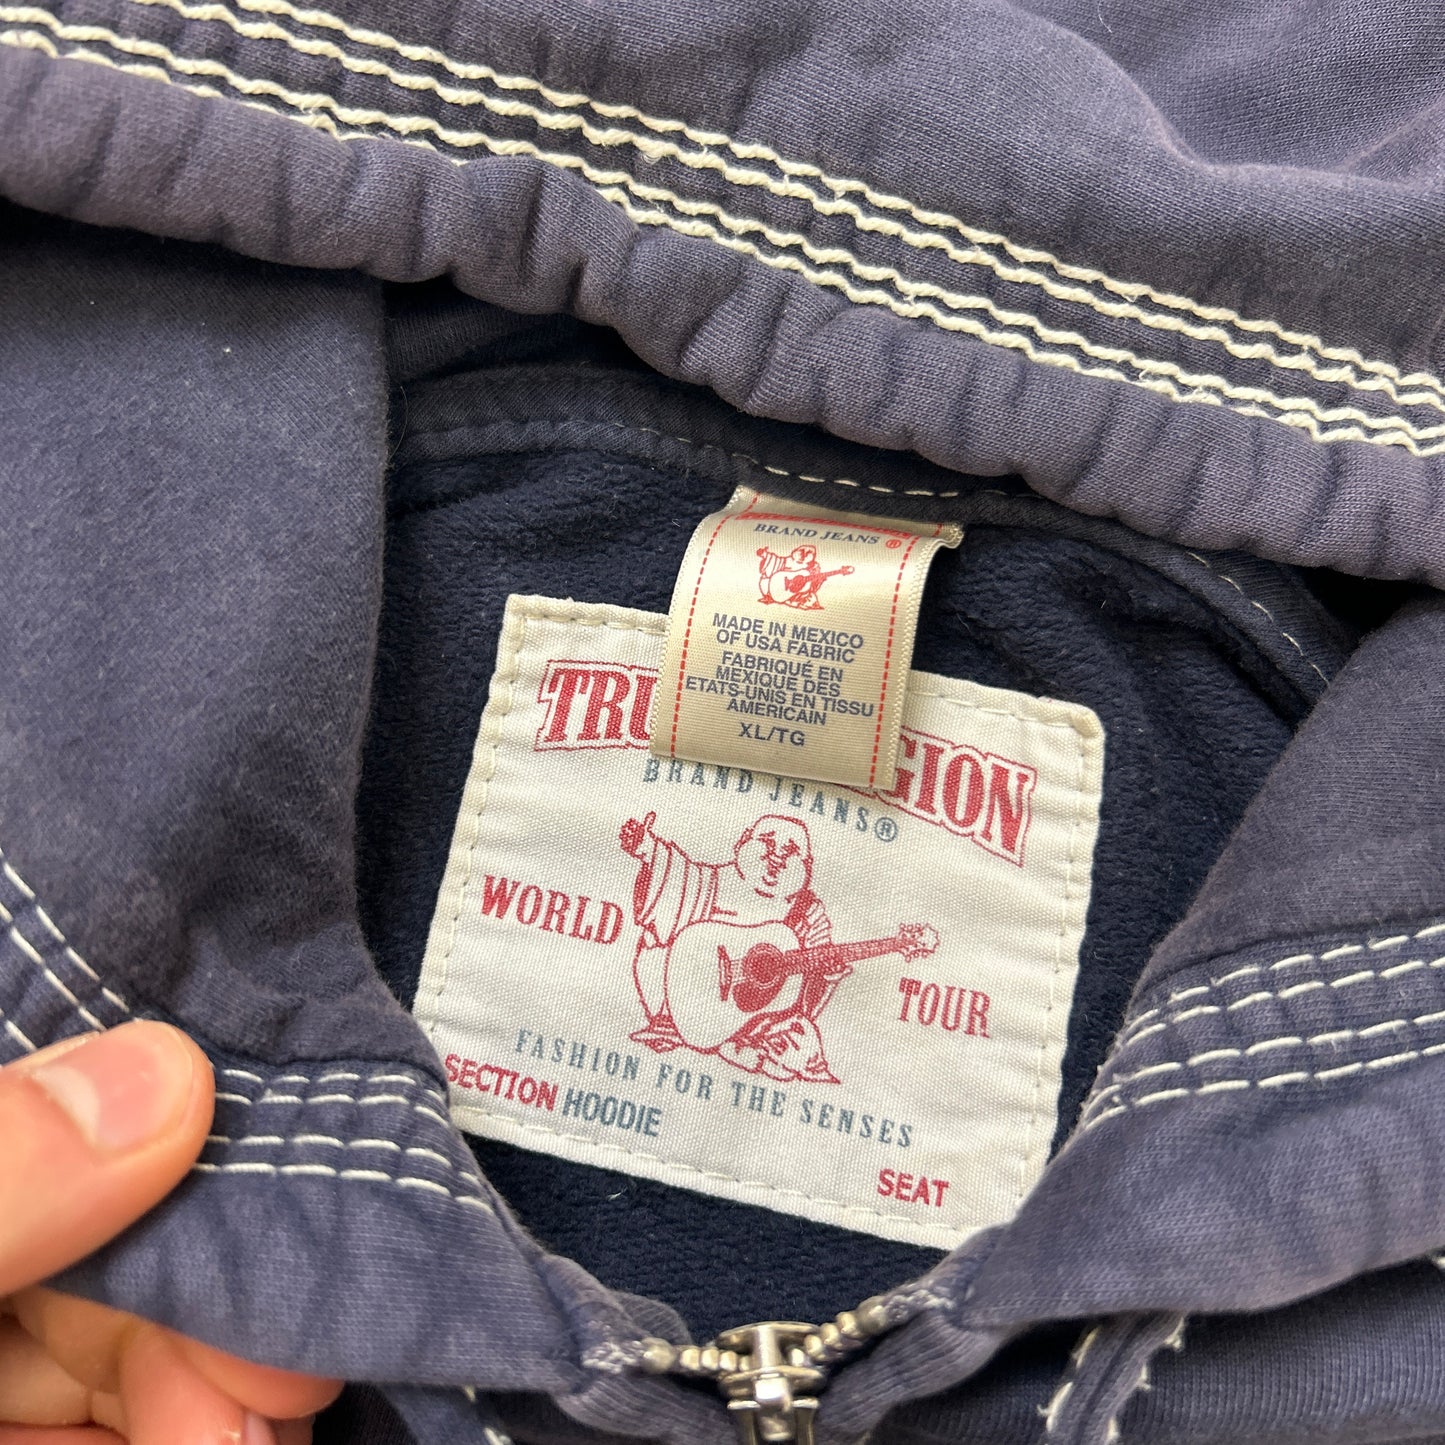 BRAND JEANS ®
MADE IN MEXICO
OF USA FABRIC
FABRIQUÉ EN
MEXIQUE DES
ETATS-UNIS EN TISSU
AMERICAIN
XL/TG
BRAND JEANS®
WORLD TOUR
FASHION FOR THE SENSES
SECTION HOODIE
SEAT